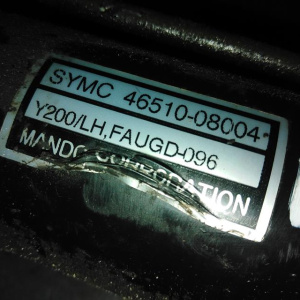 SYMC 46510-08004
Y200/LH,FAUGD-096
MANDO CORPORATION